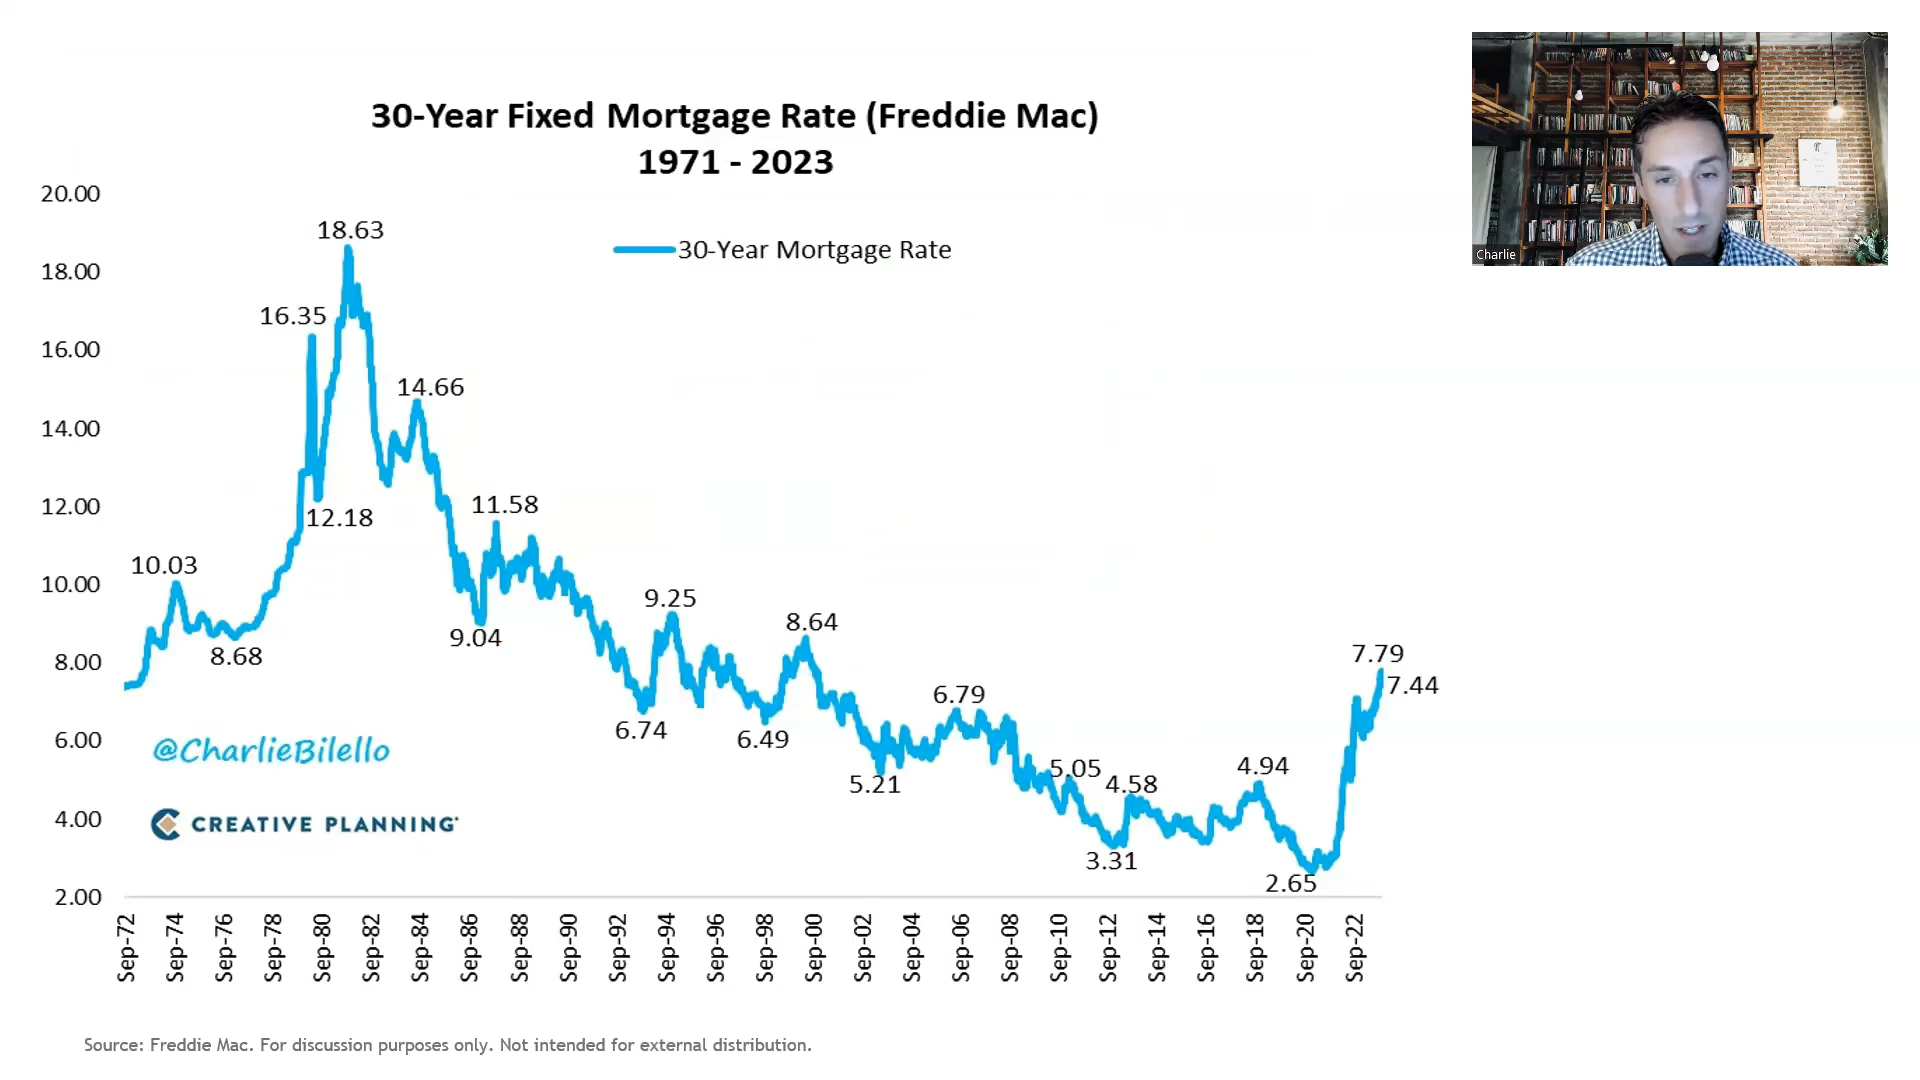 30-Year Fixed Mortgage Rate (Freddie Mac)
1971 - 2023
30-Year Mortgage Rate
20.00
18.00
16.00
14.00
12.00
10.00
8.00
6.00
4.00
2.00
10.03
8.68
16.35
12.18
18.63
14.66
9.04
11.58
6.74
9.25
6.49
8.64
5.21
6.79
5.05
3.31
4.58
4.94
2.65
7.79
7.44
@CharlieBilello
CREATIVE PLANNING
Sep-72
Sep-74
Sep-76
Sep-78
Sep-80
Sep-82
Sep-84
Sep-86
Sep-88
Sep-90
Sep-92
Sep-94
Sep-96
Sep-98
Sep-00
Sep-02
Sep-04
Sep-06
Sep-08
Sep-10
Sep-12
Sep-14
Sep-16
Sep-18
Sep-20
Sep-22
Source: Freddie Mac. For discussion purposes only. Not intended for external distribution.
Charlie